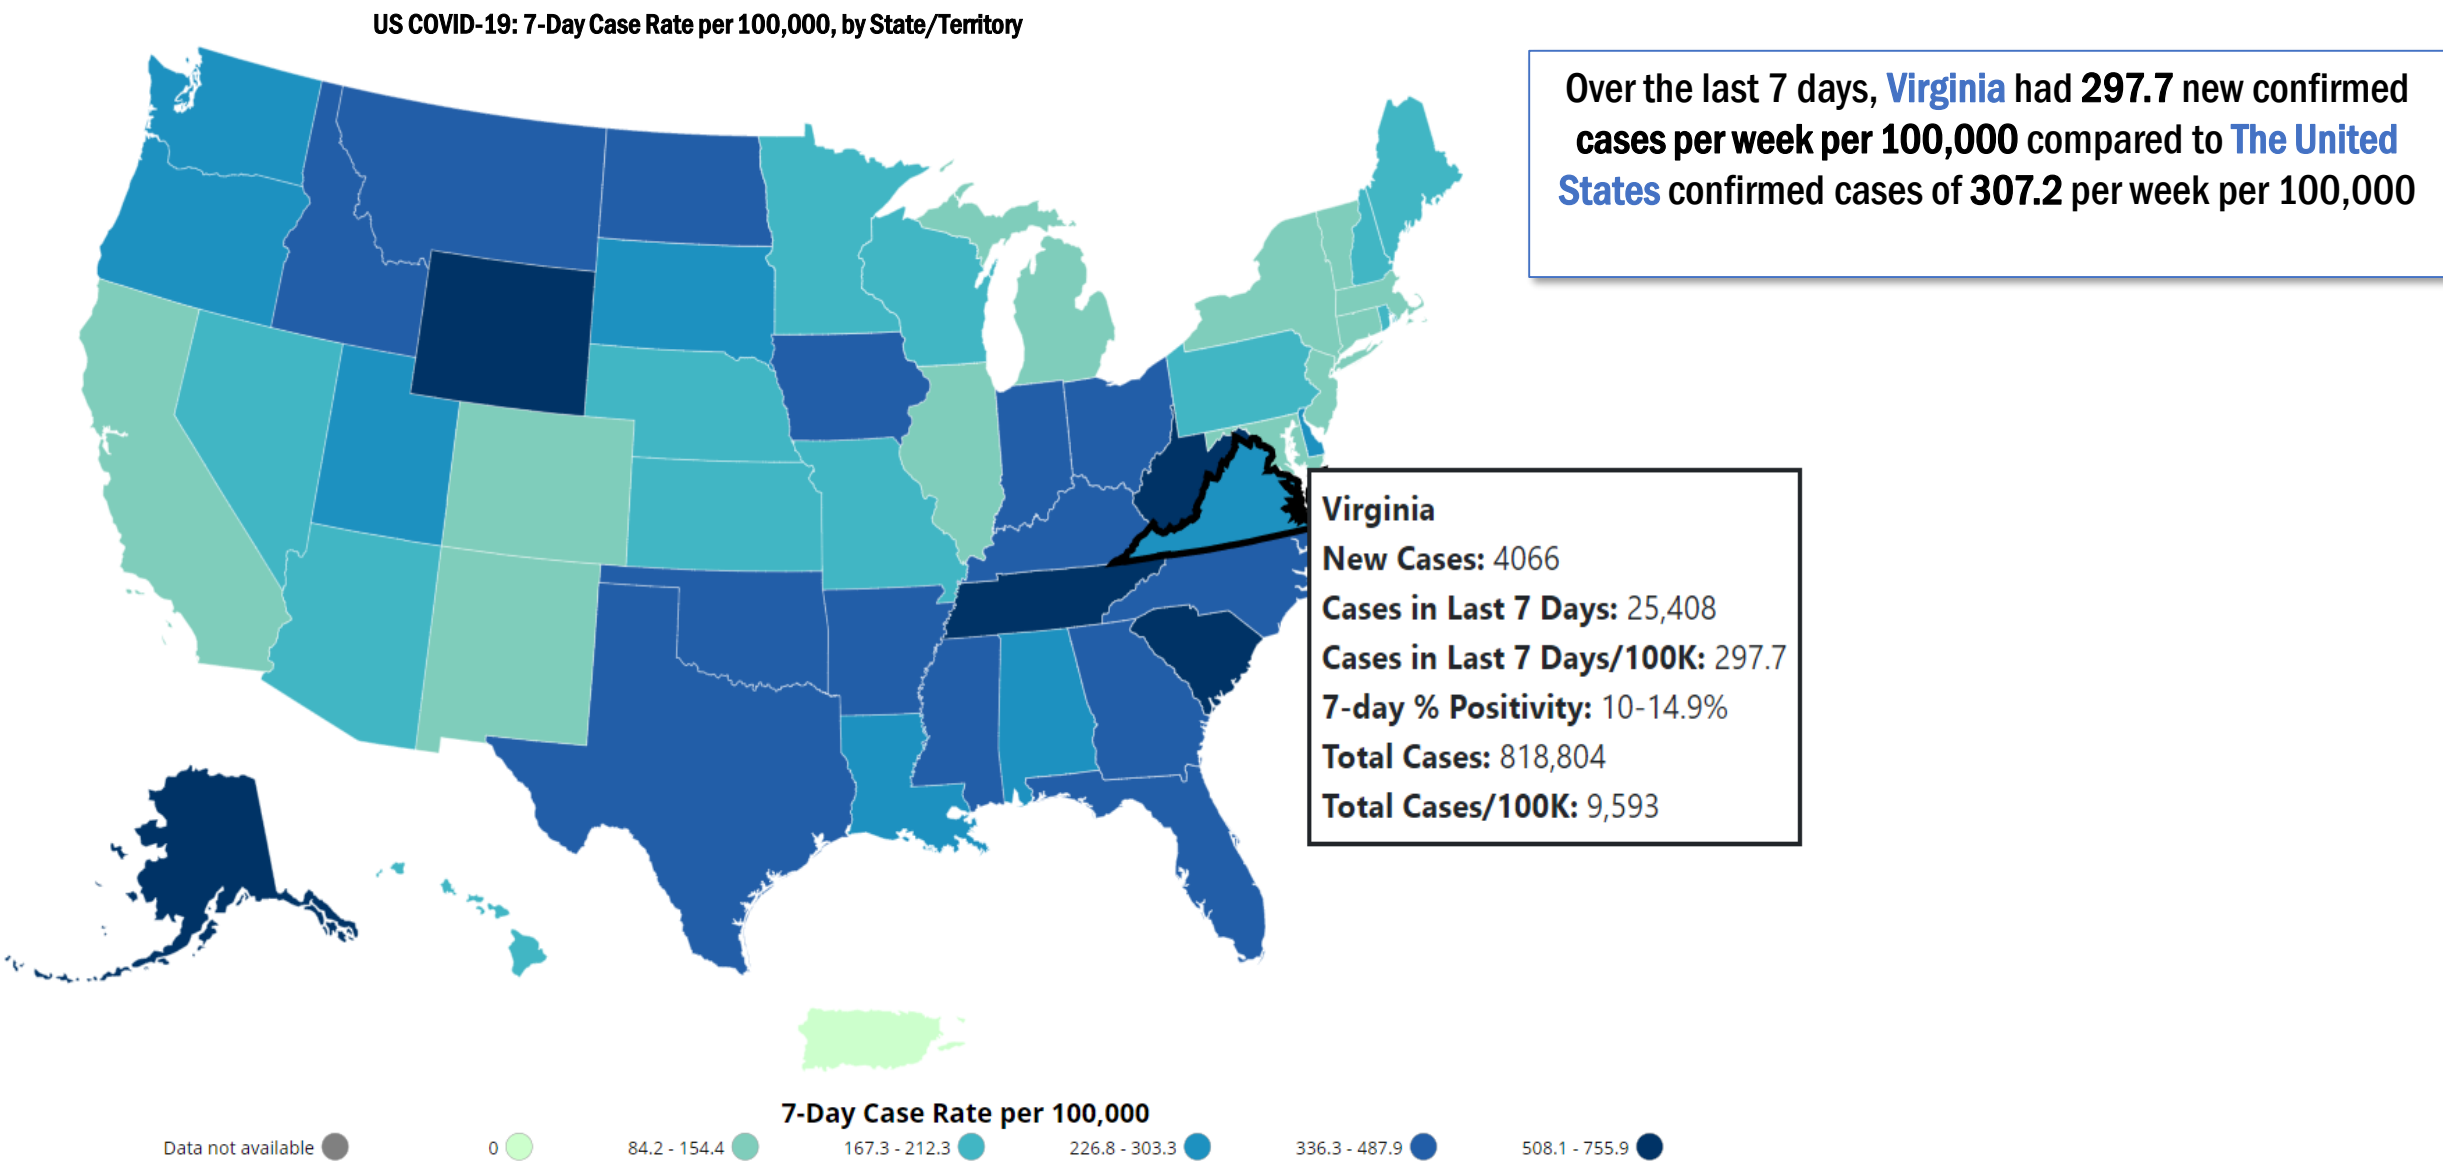 US COVID-19: 7-Day Case Rate per 100,000, by State/Territory
Over the last 7 days, Virginia had 297.7 new confirmed
cases per week per 100,000 compared to The United
States confirmed cases of 307.2 per week per 100,000
Virginia
New Cases: 4066
Cases in Last 7 Days: 25,408
Cases in Last 7 Days/100K: 297.7
7-day % Positivity: 10-14.9%
Total Cases: 818,804
Total Cases/100K: 9,593
7-Day Case Rate per 100,000
Data not available 0 84.2 - 154.4 167.3 - 212.3 226.8 - 303.3 336.3 - 487.9 508.1 - 755.9